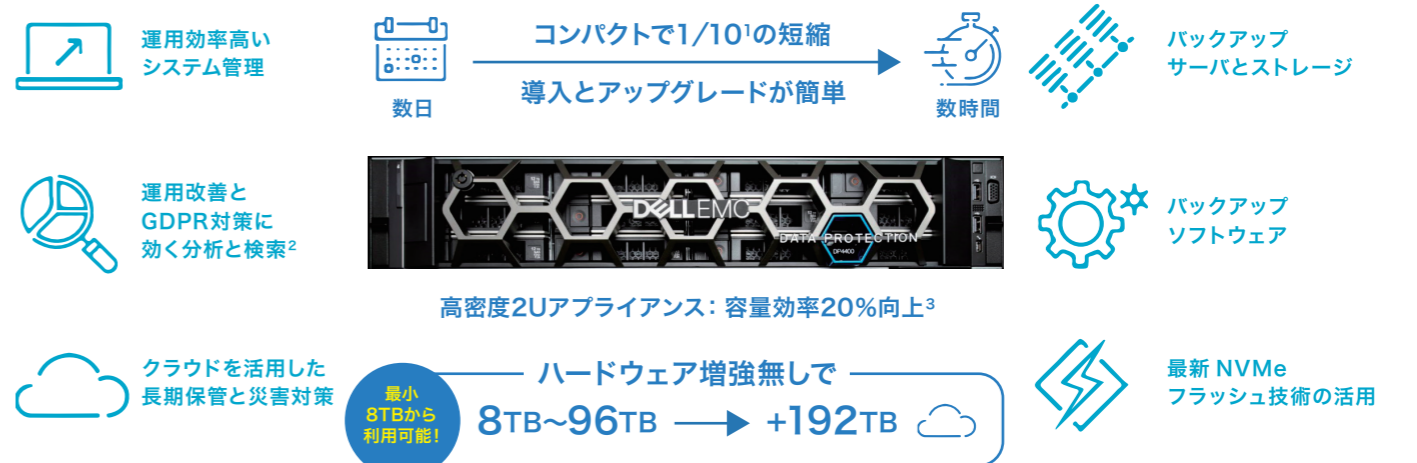 運用効率高い
システム管理
数日
コンパクトで1/10¹の短縮
導入とアップグレードが簡単
数時間
バックアップ
サーバとストレージ
運用改善と
GDPR対策に
効く分析と検索²
DELLEMC
DATA PROTECTION
DP4400
バックアップ
ソフトウェア
高密度2Uアプライアンス：容量効率20%向上³
クラウドを活用した
長期保管と災害対策
最小
8TBから
利用可能！
ハードウェア増強無しで
8TB〜96TB
+192TB
最新 NVMe
フラッシュ技術の活用